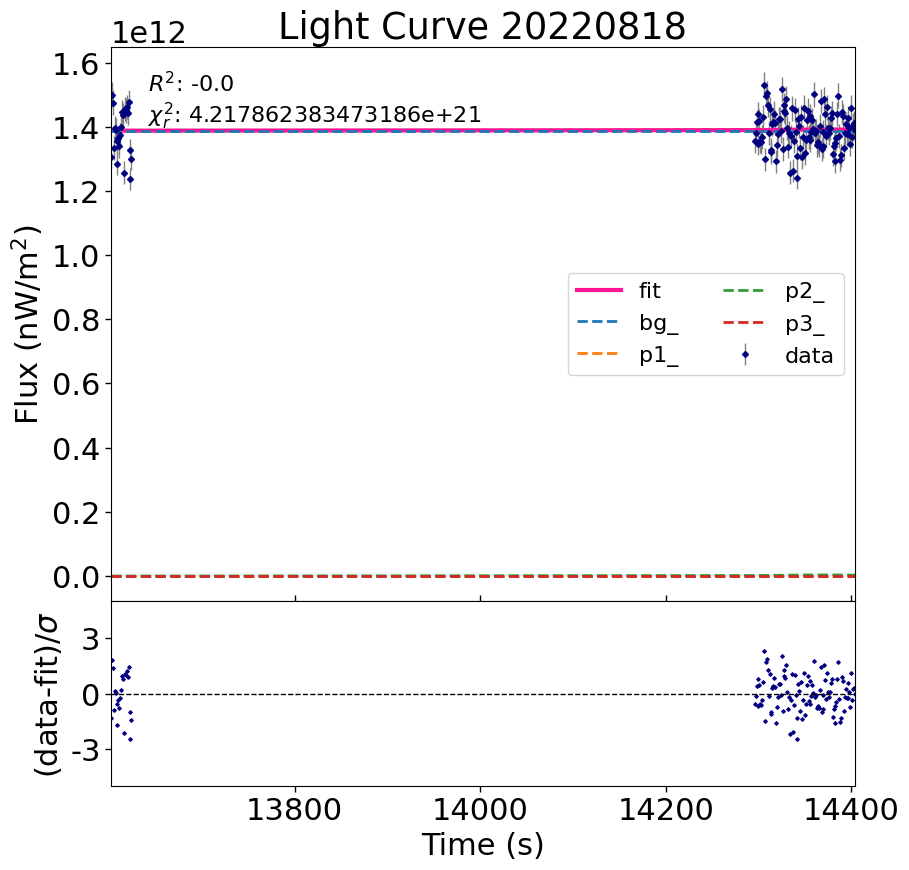 Light Curve 20220818
1e12
R²: -0.0
χ²ᵣ: 4.217862383473186e+21
1.6
1.4
1.2
1.0
0.8
0.6
0.4
0.2
0.0
Flux (nW/m²)
fit
bg_
p1_
p2_
p3_
data
3
0
-3
(data-fit)/σ
13800
14000
14200
14400
Time (s)